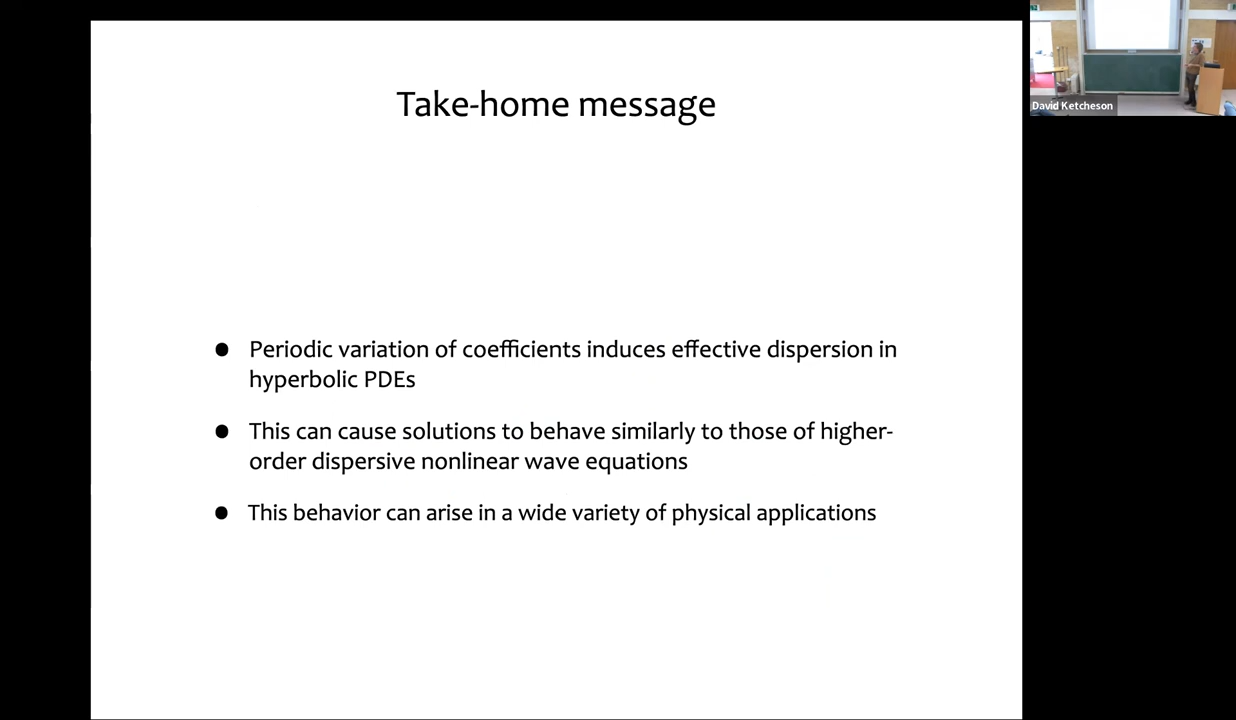 Take-home message
David Ketcheson
● Periodic variation of coefficients induces effective dispersion in
hyperbolic PDEs
● This can cause solutions to behave similarly to those of higher-
order dispersive nonlinear wave equations
● This behavior can arise in a wide variety of physical applications